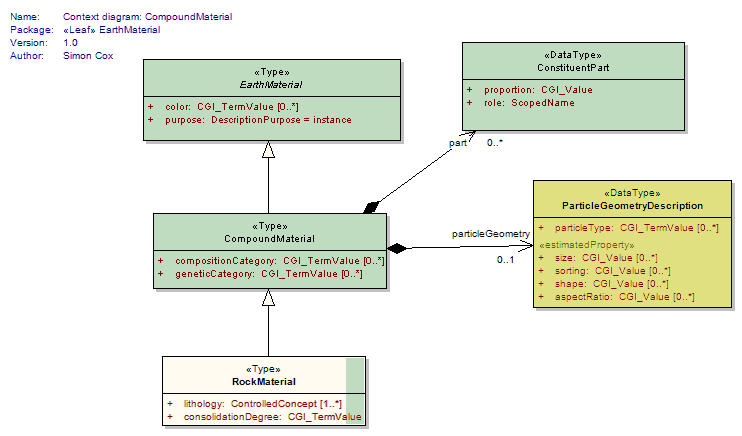 Name: Context diagram: CompoundMaterial
Package: «Leaf» EarthMaterial
Version: 1.0
Author: Simon Cox
«Type»
EarthMaterial
+ color: CGI_TermValue [0..*]
+ purpose: DescriptionPurpose = instance
«DataType»
ConstituentPart
+ proportion: CGI_Value
+ role: ScopedName
part 0..*
«Type»
CompoundMaterial
+ compositionCategory: CGI_TermValue [0..*]
+ geneticCategory: CGI_TermValue [0..*]
particleGeometry
0..1
«DataType»
ParticleGeometryDescription
+ particleType: CGI_TermValue [0..*]
«estimatedProperty»
+ size: CGI_Value [0..*]
+ sorting: CGI_Value [0..*]
+ shape: CGI_Value [0..*]
+ aspectRatio: CGI_Value [0..*]
«Type»
RockMaterial
+ lithology: ControlledConcept [1..*]
+ consolidationDegree: CGI_TermValue